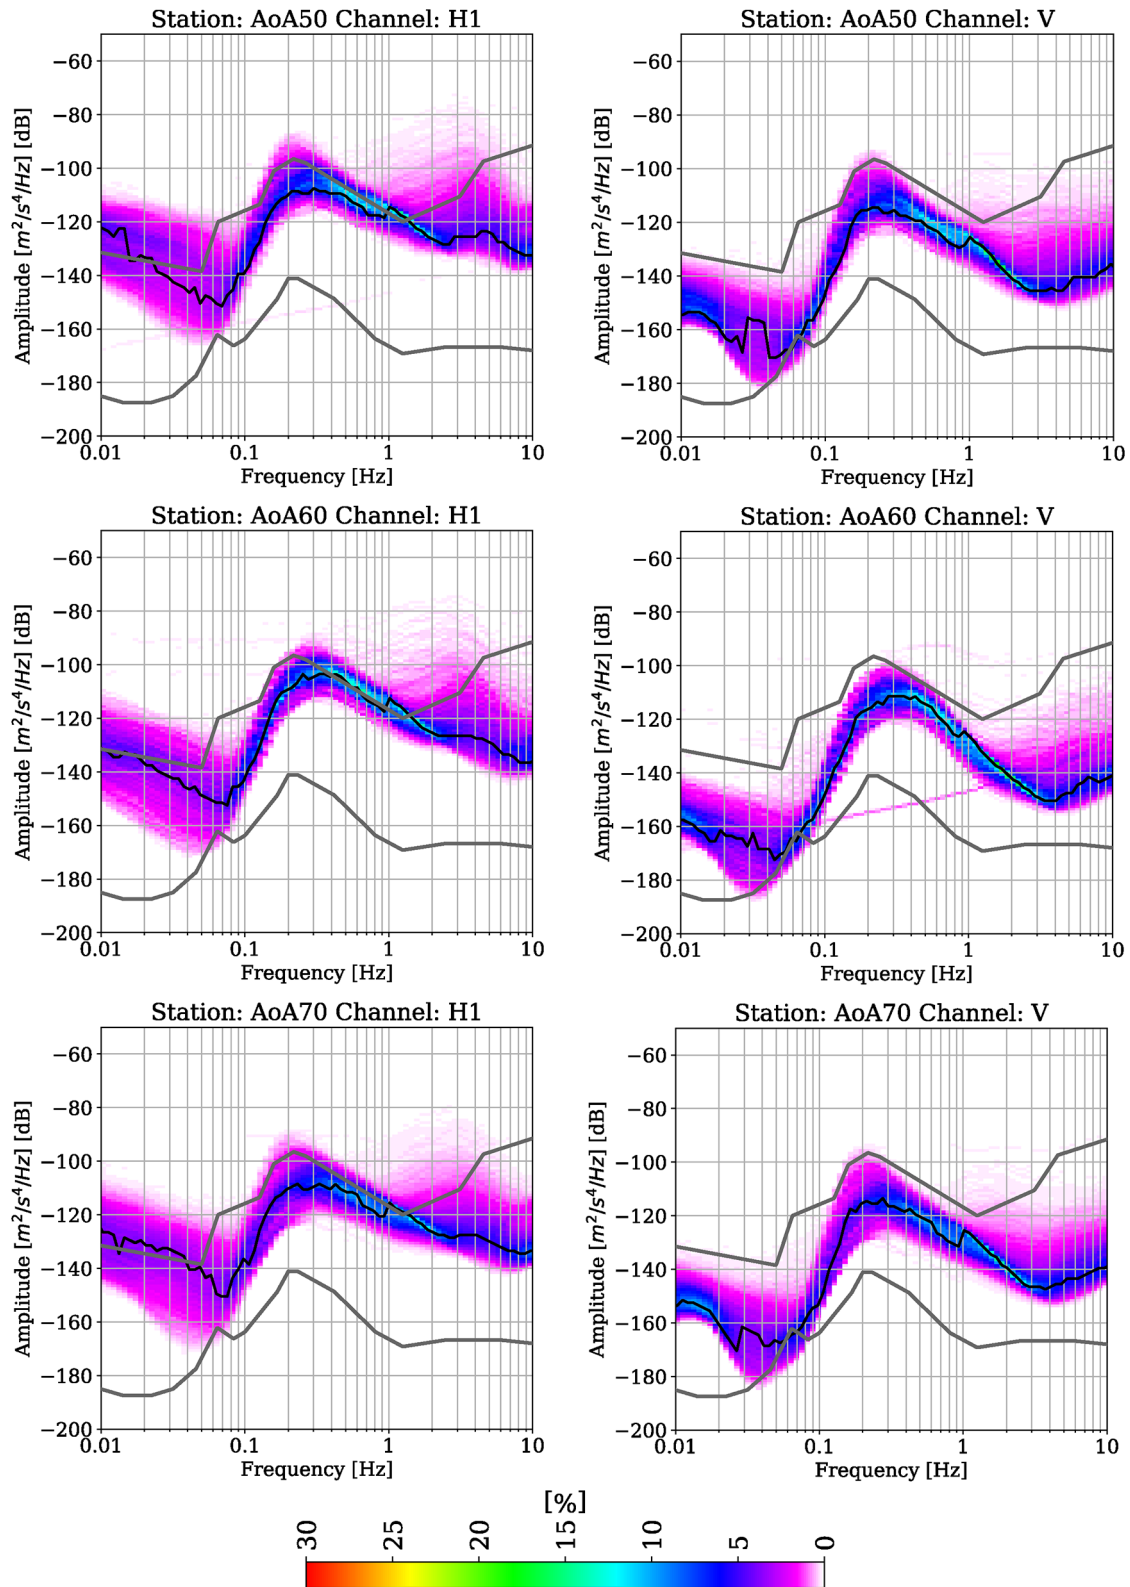 Station: AoA50 Channel: H1
Amplitude [m²/s⁴/Hz] [dB]
−60
−80
−100
−120
−140
−160
−180
−200
0.01 0.1 1 10
Frequency [Hz]
Station: AoA50 Channel: V
Amplitude [m²/s⁴/Hz] [dB]
−60
−80
−100
−120
−140
−160
−180
−200
0.01 0.1 1 10
Frequency [Hz]
Station: AoA60 Channel: H1
Amplitude [m²/s⁴/Hz] [dB]
−60
−80
−100
−120
−140
−160
−180
−200
0.01 0.1 1 10
Frequency [Hz]
Station: AoA60 Channel: V
Amplitude [m²/s⁴/Hz] [dB]
−60
−80
−100
−120
−140
−160
−180
−200
0.01 0.1 1 10
Frequency [Hz]
Station: AoA70 Channel: H1
Amplitude [m²/s⁴/Hz] [dB]
−60
−80
−100
−120
−140
−160
−180
−200
0.01 0.1 1 10
Frequency [Hz]
Station: AoA70 Channel: V
Amplitude [m²/s⁴/Hz] [dB]
−60
−80
−100
−120
−140
−160
−180
−200
0.01 0.1 1 10
Frequency [Hz]
[%]
30 25 20 15 10 5 0